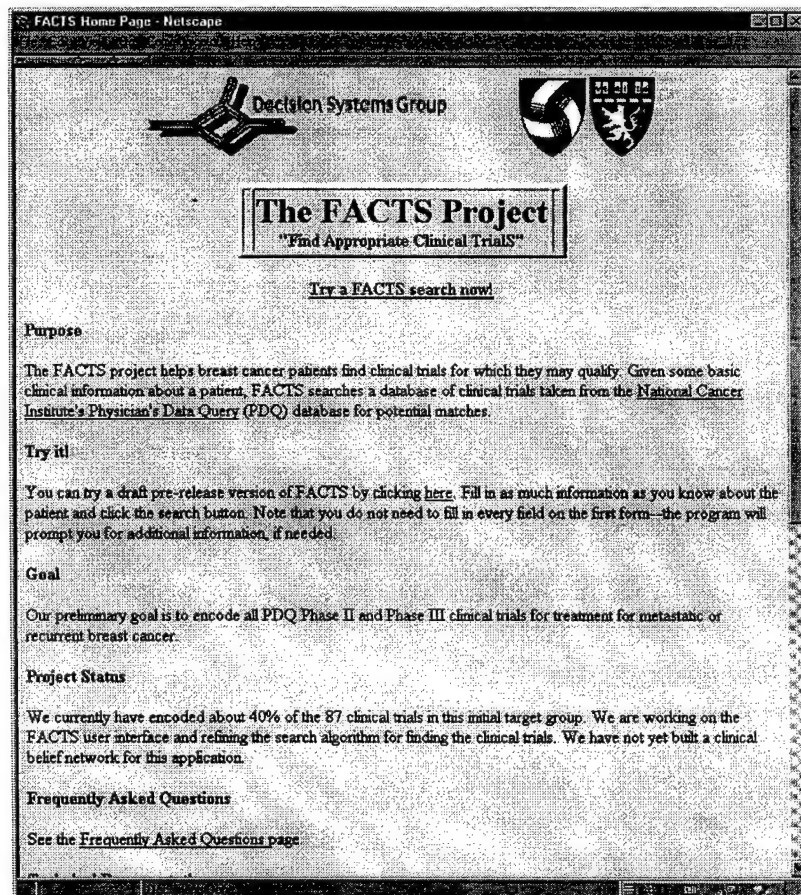 FACTS Home Page - Netscape
Decision Systems Group
The FACTS Project
"Find Appropriate Clinical TrialS"
Try a FACTS search now!
Purpose
The FACTS project helps breast cancer patients find clinical trials for which they may qualify. Given some basic
clinical information about a patient, FACTS searches a database of clinical trials taken from the National Cancer
Institute's Physician's Data Query (PDQ) database for potential matches.
Try it!
You can try a draft pre-release version of FACTS by clicking here. Fill in as much information as you know about the
patient and click the search button. Note that you do not need to fill in every field on the first form--the program will
prompt you for additional information, if needed.
Goal
Our preliminary goal is to encode all PDQ Phase II and Phase III clinical trials for treatment for metastatic or
recurrent breast cancer.
Project Status
We currently have encoded about 40% of the 87 clinical trials in this initial target group. We are working on the
FACTS user interface and refining the search algorithm for finding the clinical trials. We have not yet built a clinical
belief network for this application.
Frequently Asked Questions
See the Frequently Asked Questions page